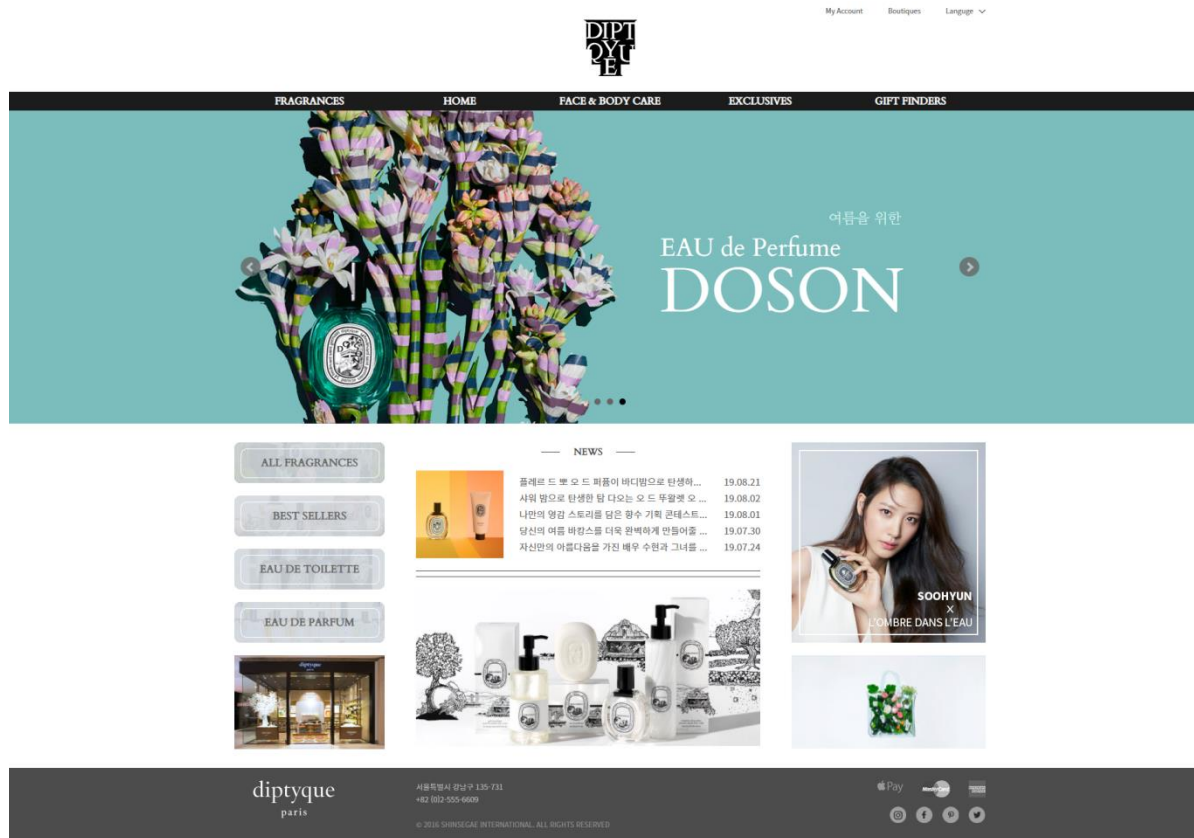 My Account Boutiques Languge
DIPTYQUE
FRAGRANCES HOME FACE & BODY CARE EXCLUSIVES GIFT FINDERS
여름을 위한
EAU de Perfume
DOSON
ALL FRAGRANCES
BEST SELLERS
EAU DE TOILETTE
EAU DE PARFUM
diptyque
NEWS
플레르 드 뽀 오 드 퍼퓸이 바디밤으로 탄생하... 19.08.21
샤워 밤으로 탄생한 탐 다오는 오 드 뚜왈렛 오 ... 19.08.02
나만의 영감 스토리를 담은 향수 기획 콘테스트... 19.08.01
당신의 여름 바캉스를 더욱 완벽하게 만들어줄 ... 19.07.30
자신만의 아름다움을 가진 배우 수현과 그녀를 ... 19.07.24
SOOHYUN
X
L'OMBRE DANS L'EAU
diptyque
paris
서울특별시 강남구 135-731
+82 (0)2-555-6609
© 2016 SHINSEGAE INTERNATIONAL. ALL RIGHTS RESERVED
Pay MasterCard